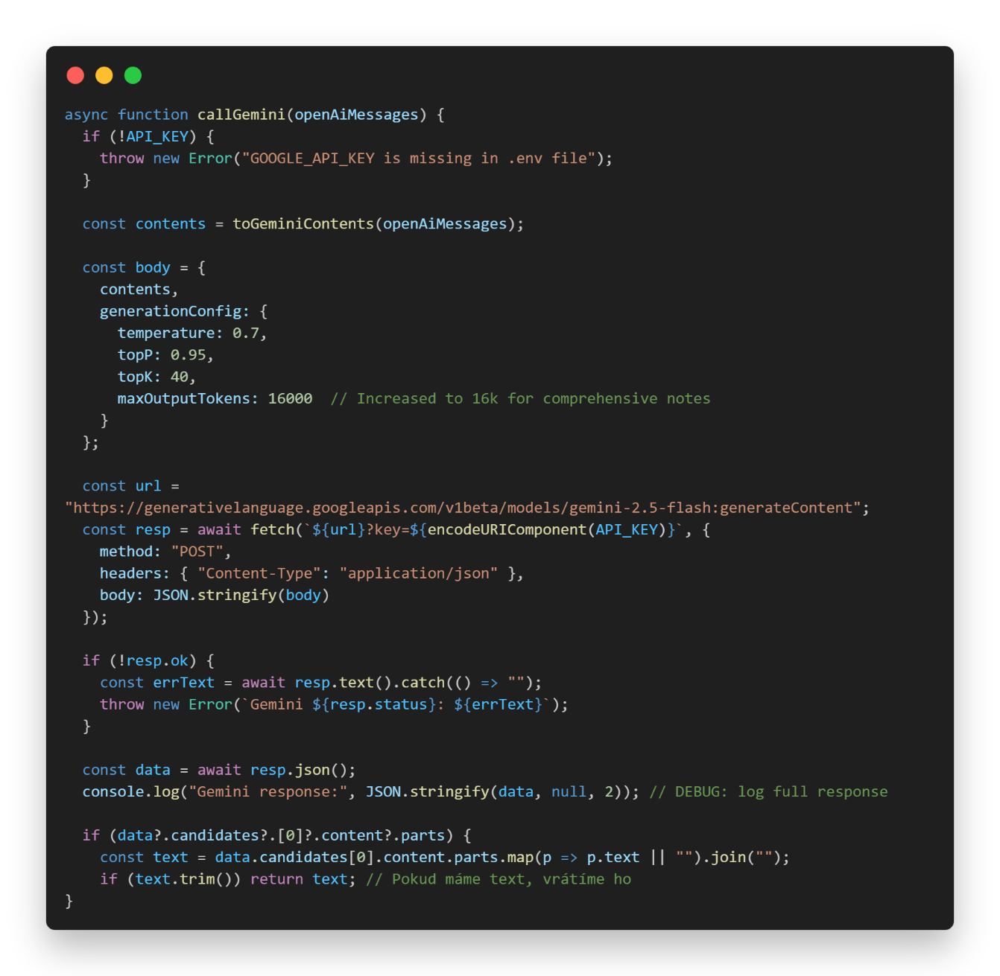 async function callGemini(openAiMessages) {
  if (!API_KEY) {
    throw new Error("GOOGLE_API_KEY is missing in .env file");
  }

  const contents = toGeminiContents(openAiMessages);

  const body = {
    contents,
    generationConfig: {
      temperature: 0.7,
      topP: 0.95,
      topK: 40,
      maxOutputTokens: 16000  // Increased to 16k for comprehensive notes
    }
  };

  const url =
"https://generativelanguage.googleapis.com/v1beta/models/gemini-2.5-flash:generateContent";
  const resp = await fetch(`${url}?key=${encodeURIComponent(API_KEY)}`, {
    method: "POST",
    headers: { "Content-Type": "application/json" },
    body: JSON.stringify(body)
  });

  if (!resp.ok) {
    const errText = await resp.text().catch(() => "");
    throw new Error(`Gemini ${resp.status}: ${errText}`);
  }

  const data = await resp.json();
  console.log("Gemini response:", JSON.stringify(data, null, 2)); // DEBUG: log full response

  if (data?.candidates?.[0]?.content?.parts) {
    const text = data.candidates[0].content.parts.map(p => p.text || "").join("");
    if (text.trim()) return text; // Pokud máme text, vrátíme ho
}